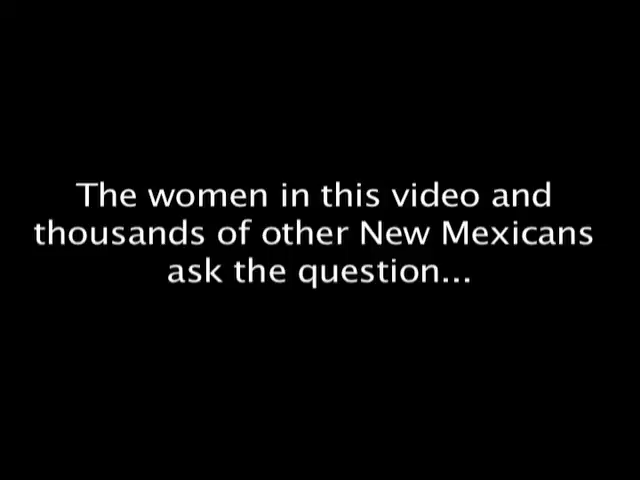 The women in this video and
thousands of other New Mexicans
ask the question...